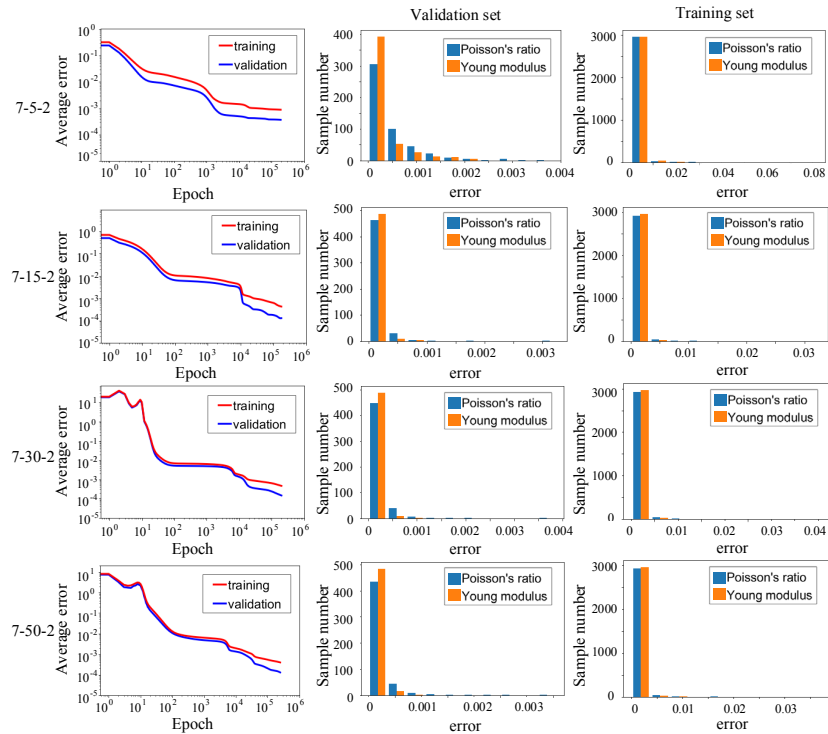 Validation set
Training set
7-5-2
Average error
10^0
10^-1
10^-2
10^-3
10^-4
10^-5
training
validation
10^0 10^1 10^2 10^3 10^4 10^5 10^6
Epoch
Sample number
400
300
200
100
0
Poisson's ratio
Young modulus
0 0.001 0.002 0.003 0.004
error
Sample number
3000
2000
1000
0
Poisson's ratio
Young modulus
0 0.02 0.04 0.06 0.08
error
7-15-2
Average error
10^1
10^0
10^-1
10^-2
10^-3
10^-4
10^-5
training
validation
10^0 10^1 10^2 10^3 10^4 10^5 10^6
Epoch
Sample number
500
400
300
200
100
0
Poisson's ratio
Young modulus
0 0.001 0.002 0.003
error
Sample number
3000
2000
1000
0
Poisson's ratio
Young modulus
0 0.01 0.02 0.03
error
7-30-2
Average error
10^1
10^0
10^-1
10^-2
10^-3
10^-4
10^-5
training
validation
10^0 10^1 10^2 10^3 10^4 10^5 10^6
Epoch
Sample number
500
400
300
200
100
0
Poisson's ratio
Young modulus
0 0.001 0.002 0.003 0.004
error
Sample number
3000
2000
1000
0
Poisson's ratio
Young modulus
0 0.01 0.02 0.03 0.04
error
7-50-2
Average error
10^1
10^0
10^-1
10^-2
10^-3
10^-4
10^-5
training
validation
10^0 10^1 10^2 10^3 10^4 10^5 10^6
Epoch
Sample number
500
400
300
200
100
0
Poisson's ratio
Young modulus
0 0.001 0.002 0.003
error
Sample number
3000
2000
1000
0
Poisson's ratio
Young modulus
0 0.01 0.02 0.03
error